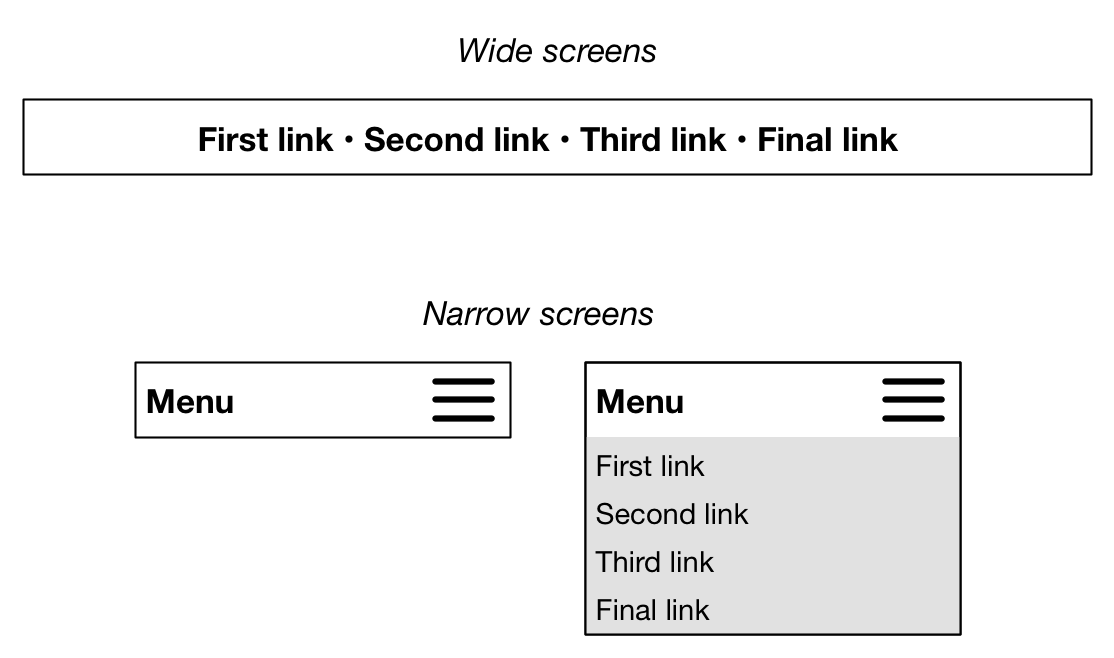 Wide screens
First link • Second link • Third link • Final link
Narrow screens
Menu
Menu
First link
Second link
Third link
Final link